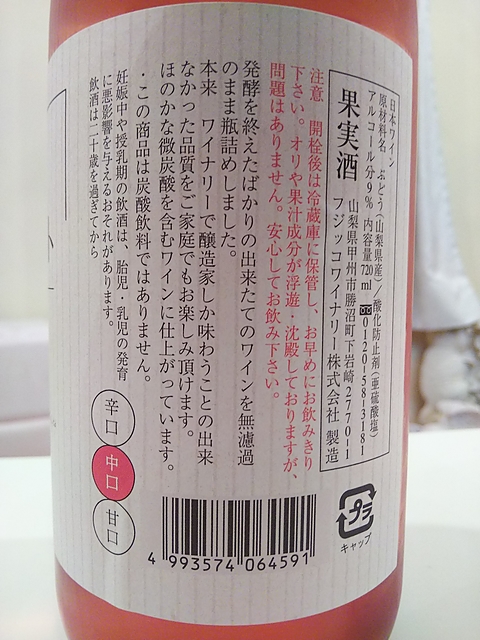 日本ワイン
原材料名 ぶどう(山梨県産)/酸化防止剤(亜硫酸塩)
アルコール分9% 内容量720ml 0120-583181
果実酒
山梨県甲州市勝沼町下岩崎2770-1
フジッコワイナリー株式会社 製造
注意 開栓後は冷蔵庫に保管し、お早めにお飲みきり
下さい。オリや果汁成分が浮遊・沈殿しておりますが、
問題はありません。安心してお飲み下さい。
発酵を終えたばかりの出来たてのワインを無濾過
のまま瓶詰めしました。
本来 ワイナリーで醸造家しか味わうことの出来
なかった品質をご家庭でもお楽しみ頂けます。
ほのかな微炭酸を含むワインに仕上がっています。
・この商品は炭酸飲料ではありません。
妊娠中や授乳期の飲酒は、胎児・乳児の発育
に悪影響を与えるおそれがあります。
飲酒は二十歳を過ぎてから
辛口
中口
甘口
プラ
キャップ
4 993574 064591